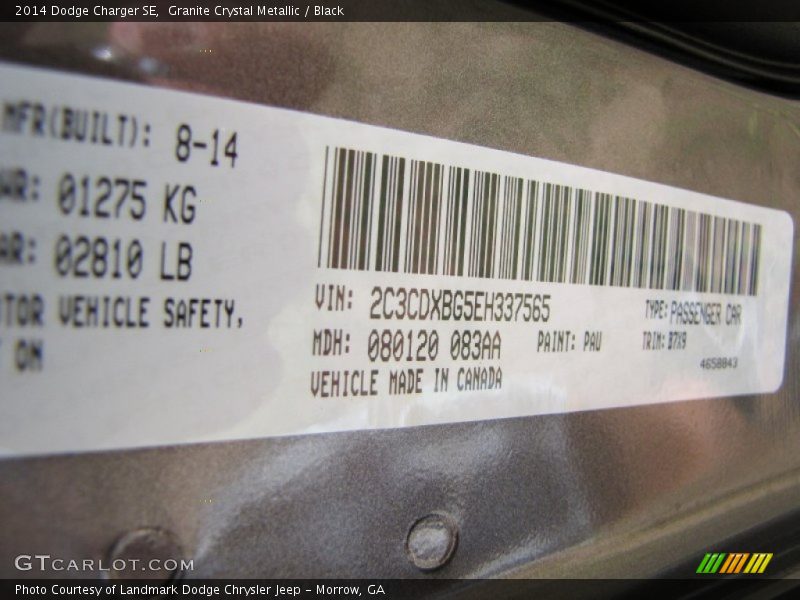 2014 Dodge Charger SE, Granite Crystal Metallic / Black
MFR(BUILT): 8-14
WR: 01275 KG
AR: 02810 LB
TOR VEHICLE SAFETY,
ON
VIN: 2C3CDXBG5EH337565
TYPE: PASSENGER CAR
MDH: 080120 083AA
PAINT: PAU
TRIM: B7X9
4658843
VEHICLE MADE IN CANADA
GTCARLOT.COM
Photo Courtesy of Landmark Dodge Chrysler Jeep - Morrow, GA